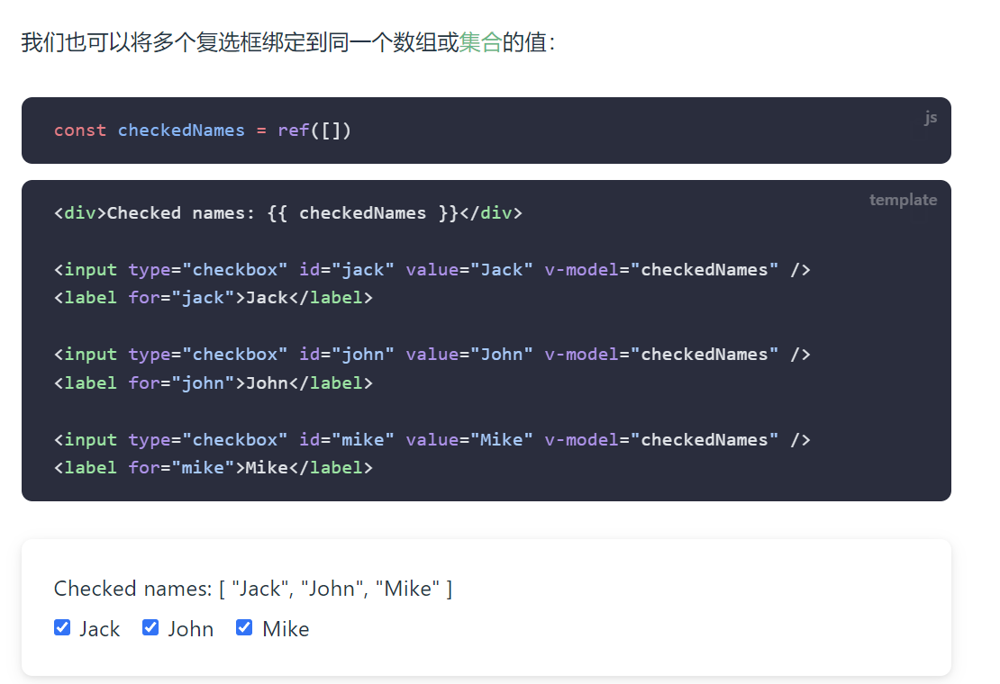 我们也可以将多个复选框绑定到同一个数组或集合的值：
js
const checkedNames = ref([])
template
<div>Checked names: {{ checkedNames }}</div>
<input type="checkbox" id="jack" value="Jack" v-model="checkedNames" />
<label for="jack">Jack</label>
<input type="checkbox" id="john" value="John" v-model="checkedNames" />
<label for="john">John</label>
<input type="checkbox" id="mike" value="Mike" v-model="checkedNames" />
<label for="mike">Mike</label>
Checked names: [ "Jack", "John", "Mike" ]
Jack John Mike